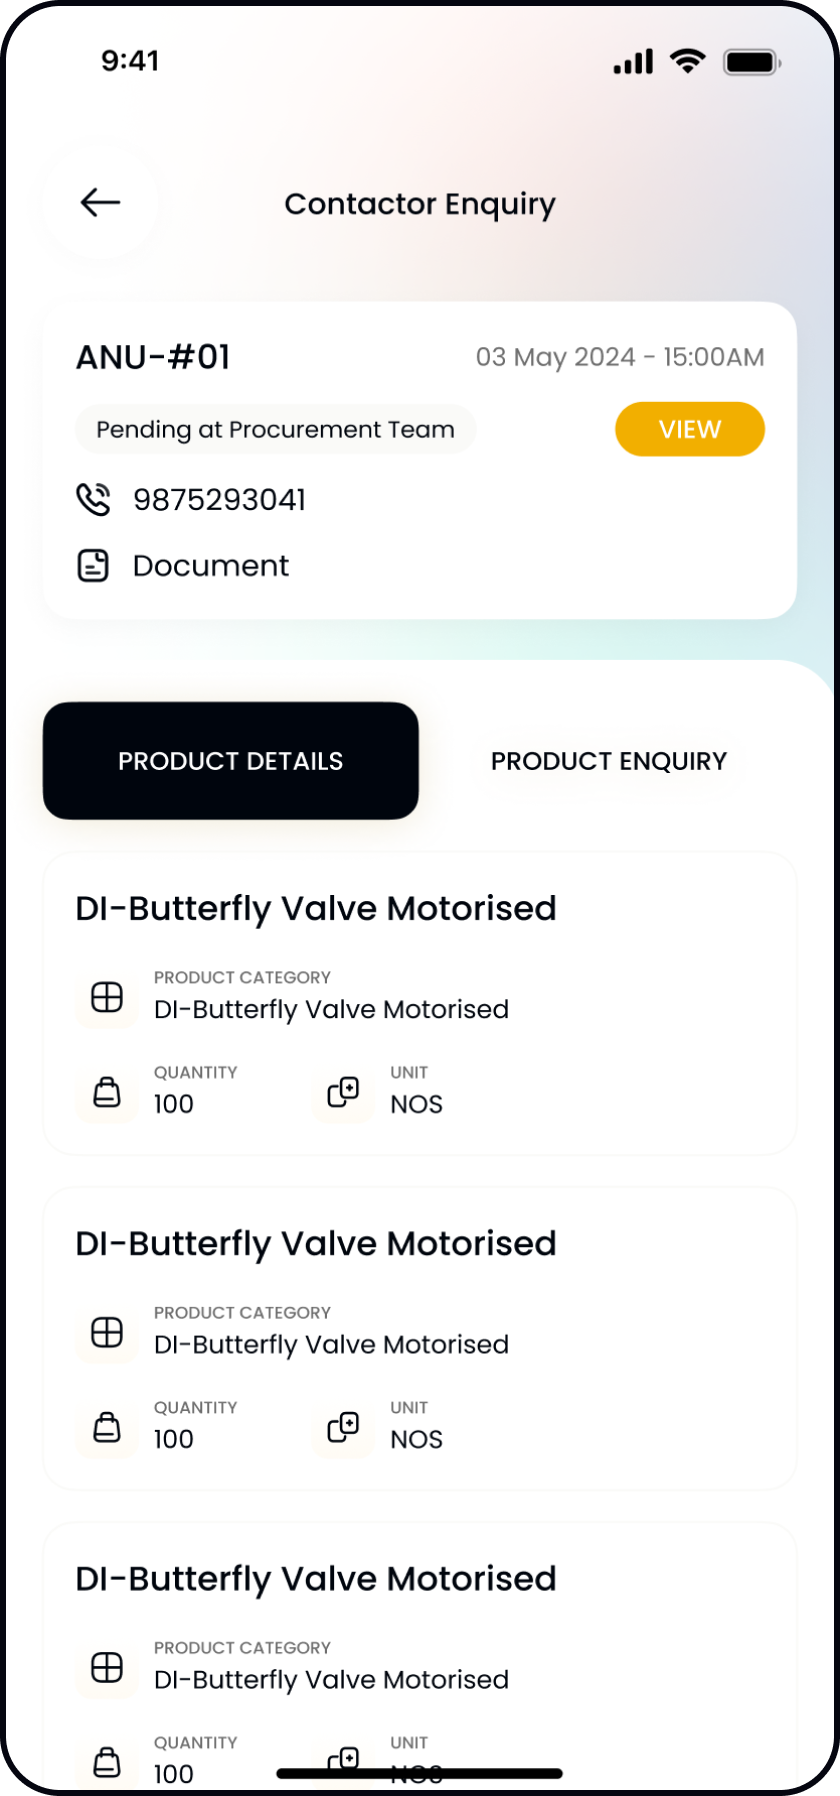 9:41
Contactor Enquiry
ANU-#01
03 May 2024 - 15:00AM
Pending at Procurement Team
VIEW
9875293041
Document
PRODUCT DETAILS
PRODUCT ENQUIRY
DI-Butterfly Valve Motorised
PRODUCT CATEGORY
DI-Butterfly Valve Motorised
QUANTITY
UNIT
100
NOS
DI-Butterfly Valve Motorised
PRODUCT CATEGORY
DI-Butterfly Valve Motorised
QUANTITY
UNIT
100
NOS
DI-Butterfly Valve Motorised
PRODUCT CATEGORY
DI-Butterfly Valve Motorised
QUANTITY
UNIT
100
NOS